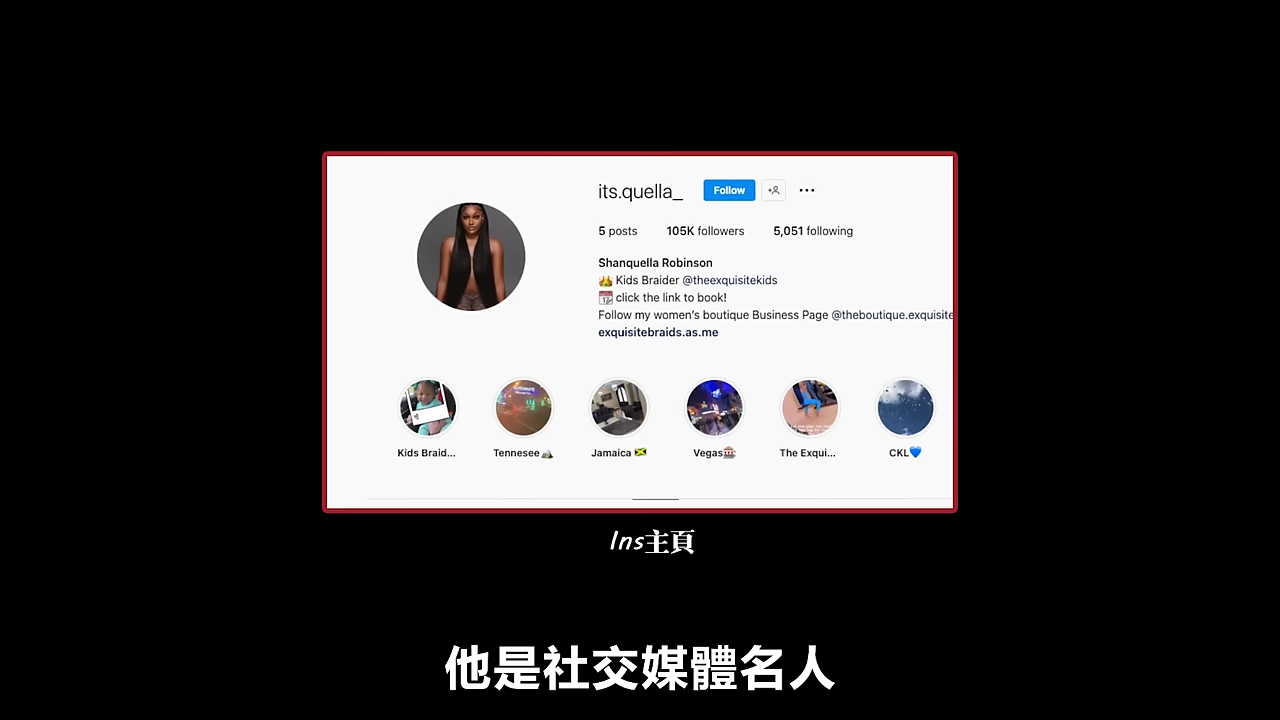 its.quella_ Follow
5 posts 105K followers 5,051 following
Shanquella Robinson
👑 Kids Braider @theexquisitekids
📆 click the link to book!
Follow my women's boutique Business Page @theboutique.exquisite
exquisitebraids.as.me
Kids Braid... Tennesee⛰️ Jamaica 🇯🇲 Vegas🎰 The Exqui... CKL💙
Ins主頁
他是社交媒體名人